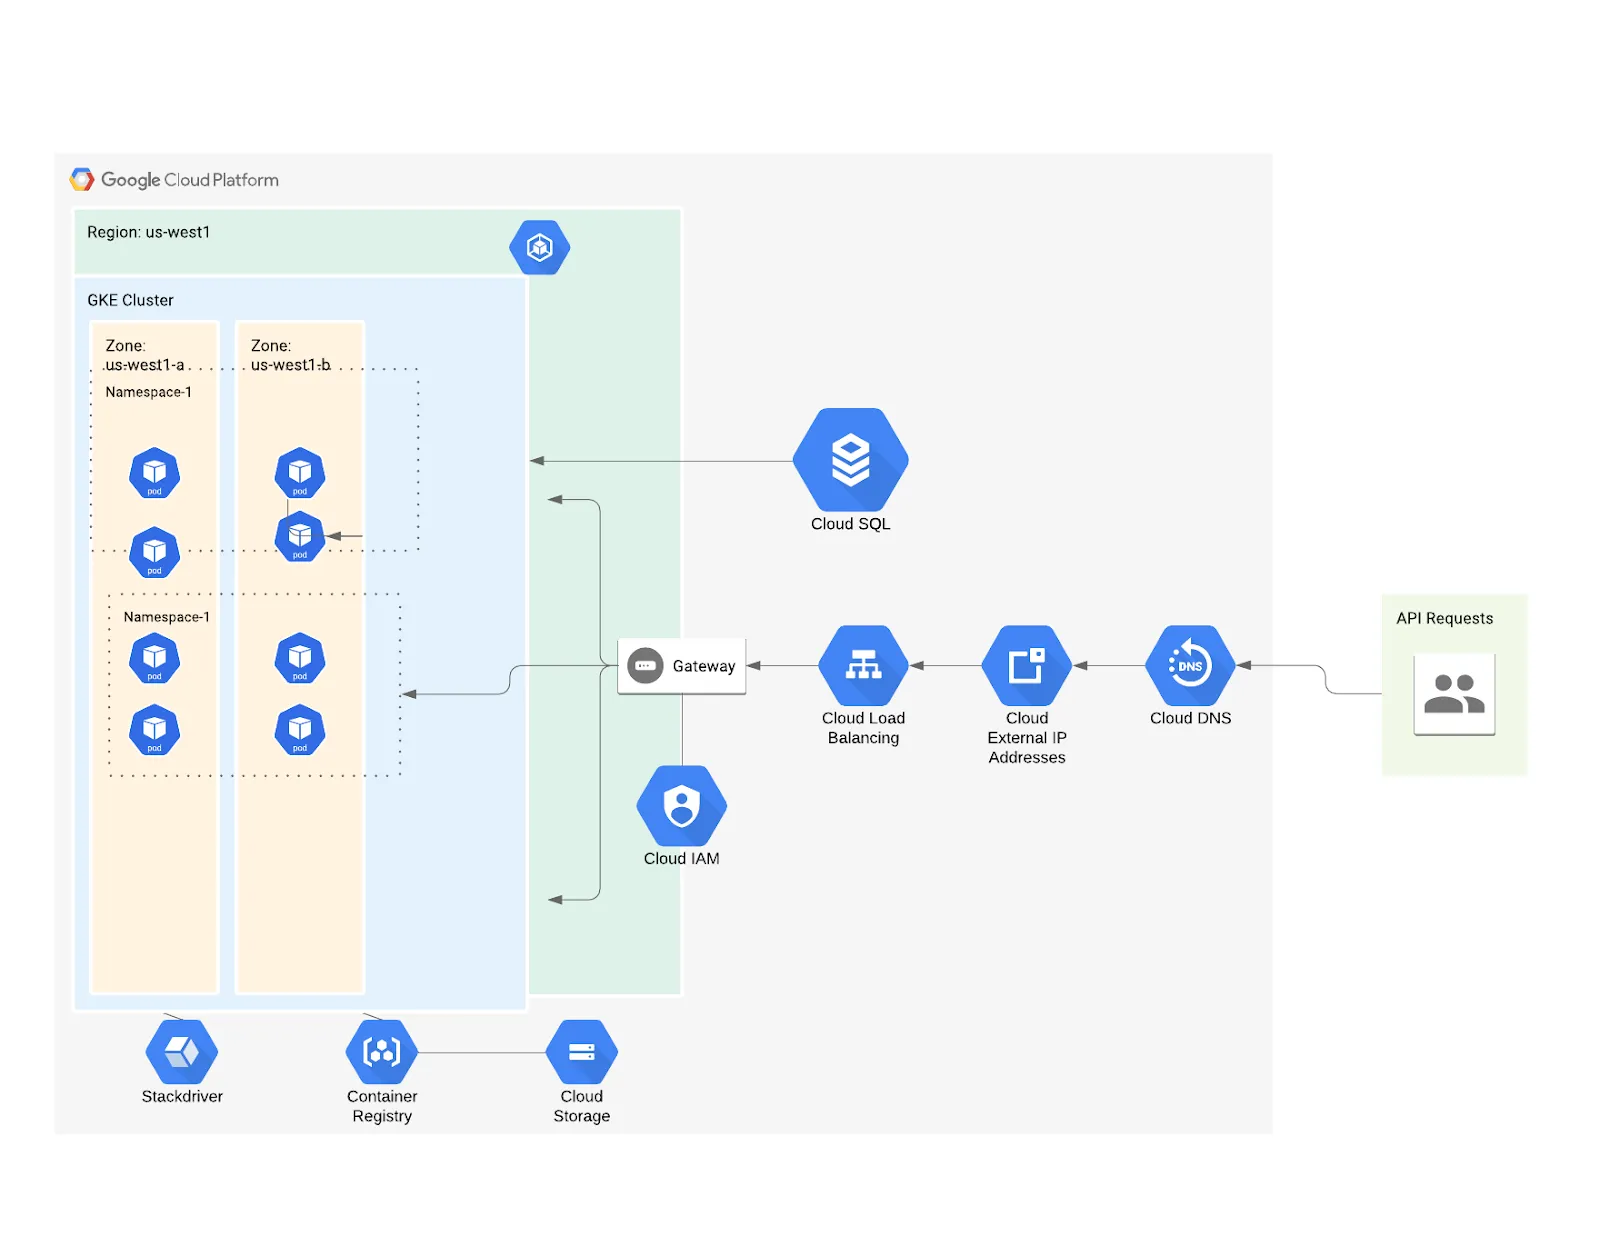 Google Cloud Platform
Region: us-west1
GKE Cluster
Zone:
us-west1-a
Zone:
us-west1-b
Namespace-1
pod
pod
pod
pod
Namespace-1
pod
pod
pod
pod
Cloud SQL
Gateway
Cloud Load
Balancing
Cloud
External IP
Addresses
DNS
Cloud DNS
API Requests
Cloud IAM
Stackdriver
Container
Registry
Cloud
Storage